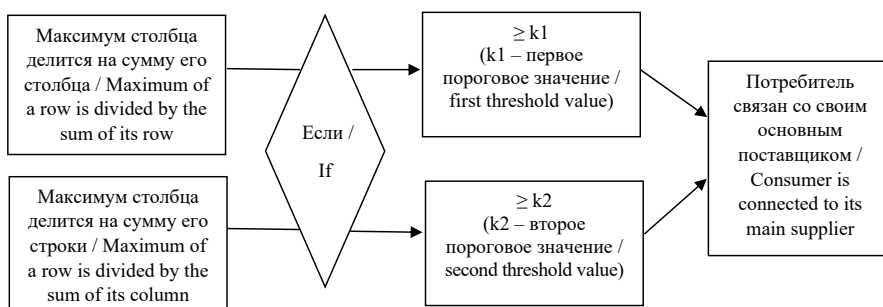 Максимум столбца
делится на сумму его
столбца / Maximum of
a row is divided by the
sum of its row
Максимум столбца
делится на сумму его
строки / Maximum of
a row is divided by the
sum of its column
Если /
If
≥ k1
(k1 – первое
пороговое значение /
first threshold value)
≥ k2
(k2 – второе
пороговое значение /
second threshold value)
Потребитель
связан со своим
основным
поставщиком /
Consumer is
connected to its
main supplier